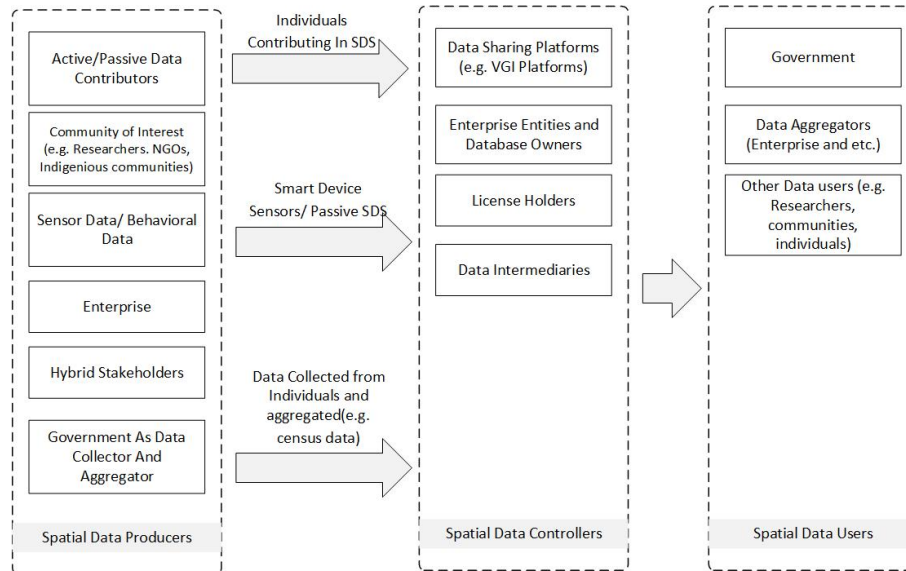 Active/Passive Data
Contributors
Community of Interest
(e.g. Researchers. NGOs,
Indigenious communities)
Sensor Data/ Behavioral
Data
Enterprise
Hybrid Stakeholders
Government As Data
Collector And
Aggregator
Spatial Data Producers
Individuals
Contributing In SDS
Smart Device
Sensors/ Passive SDS
Data Collected from
Individuals and
aggregated(e.g.
census data)
Data Sharing Platforms
(e.g. VGI Platforms)
Enterprise Entities and
Database Owners
License Holders
Data Intermediaries
Spatial Data Controllers
Government
Data Aggregators
(Enterprise and etc.)
Other Data users (e.g.
Researchers,
communities,
individuals)
Spatial Data Users